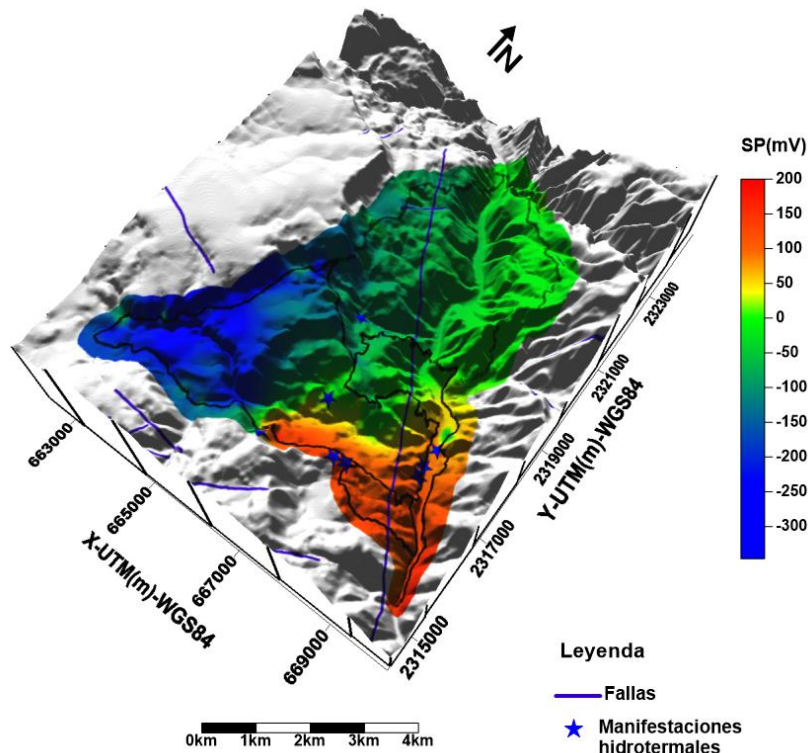 N
SP(mV)
200
150
100
50
0
-50
-100
-150
-200
-250
-300
663000
665000
667000
669000
X-UTM(m)-WGS84
2315000
2317000
2319000
2321000
2323000
Y-UTM(m)-WGS84
0km 1km 2km 3km 4km
Leyenda
Fallas
Manifestaciones
hidrotermales